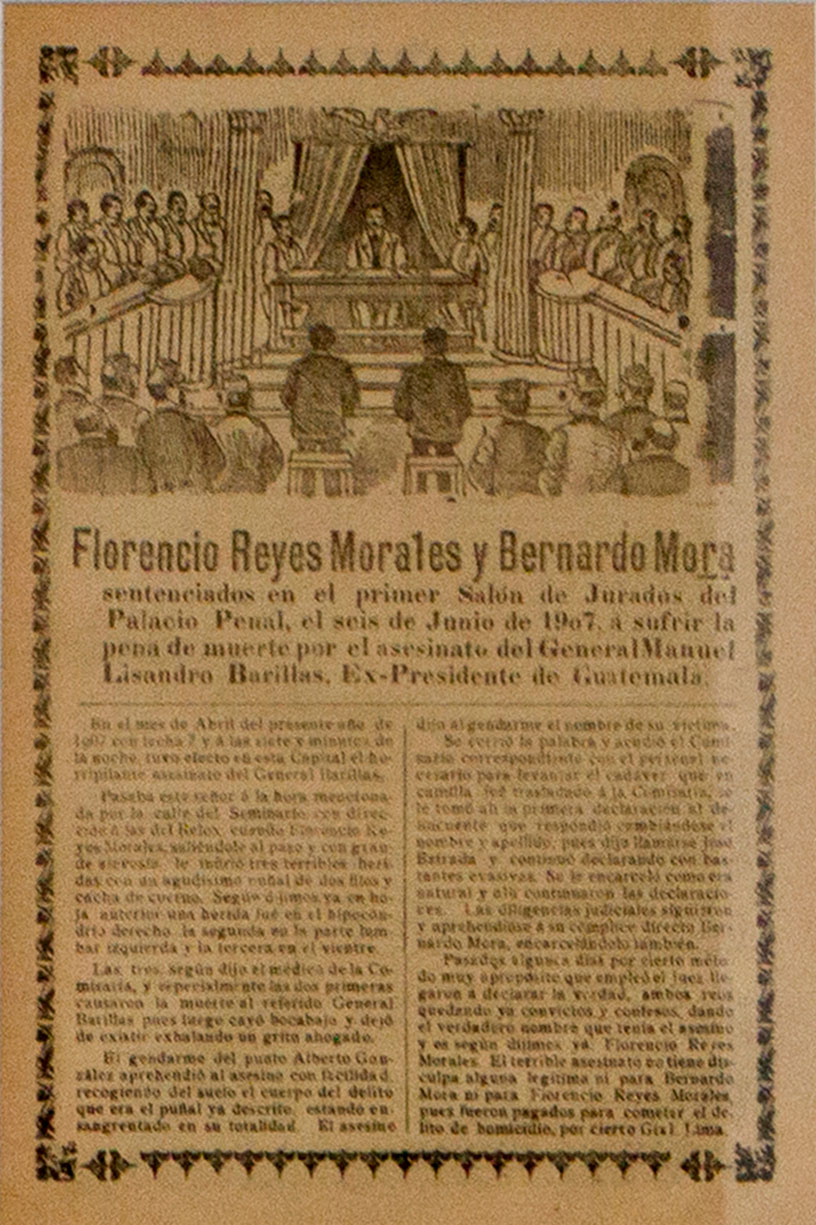 Florencio Reyes Morales y Bernardo Mora
sentenciados en el primer Salón de Jurados del
Palacio Penal, el seis de Junio de 1907, á sufrir la
pena de muerte por el asesinato del General Manuel
Lisandro Barillas, Ex-Presidente de Guatemala.
En el mes de Abril del presente año de
1907 con fecha 7 y á las siete y minutos de
la noche, tuvo efecto en esta Capital el ho-
rripilante asesinato del General Barillas.
Pasaba este señor á la hora menciona-
da por la calle del Seminario con direc-
ción á las del Relox, cuando Florencio Re-
yes Morales, saliéndole al paso y con gran-
de le infirió tres terribles heri-
das con un agudísimo puñal de dos filos y
cacha de cuerno. Según dijimos ya en ho-
ja anterior una herida fué en el hipocon-
drio derecho, la segunda en la parte lum-
bar izquierda y la tercera en el vientre.
Las tres, según dijo el médico de la Co-
misaría, y especialmente las dos primeras
causaron la muerte al referido General
Barillas pues luego cayó bocabajo y dejó
de existir exhalando un grito ahogado.
El gendarme del punto Alberto Gon-
zález aprehendió al asesino con facilidad,
recogiendo del suelo el cuerpo del delito
que era el puñal ya descrito, estando en-
sangrentado en su totalidad. El asesino
dijo al gendarme el nombre de su víctima.
Se corrió la palabra y acudió el Comi-
sario correspondiente con el personal ne-
cesario para levantar el cadáver que en
camilla fué trasladado á la Comisaría, se
le tomó allí la primera declaración al de-
lincuente que respondió cambiándose el
nombre y apellido, pues dijo llamarse José
Estrada y continuó declarando con bas-
tantes evasivas. Se le encarceló como era
natural y allí continuaron las declaracio-
nes. Las diligencias judiciales siguieron
y aprehendióse á su cómplice directo Ber-
nardo Mora, encarcelándolo también.
Pasados algunos días por cierto méto-
do muy apropósito que empleó el juez lle-
garon á declarar la verdad, ambos reos
quedando ya convictos y confesos, dando
el verdadero nombre que tenía el asesino
y es según dijimos ya Florencio Reyes
Morales. El terrible asesinato no tiene dis-
culpa alguna legítima ni para Bernardo
Mora ni para Florencio Reyes Morales,
pues fueron pagados para cometer el de-
lito de homicidio, por cierto Gral. Lima.